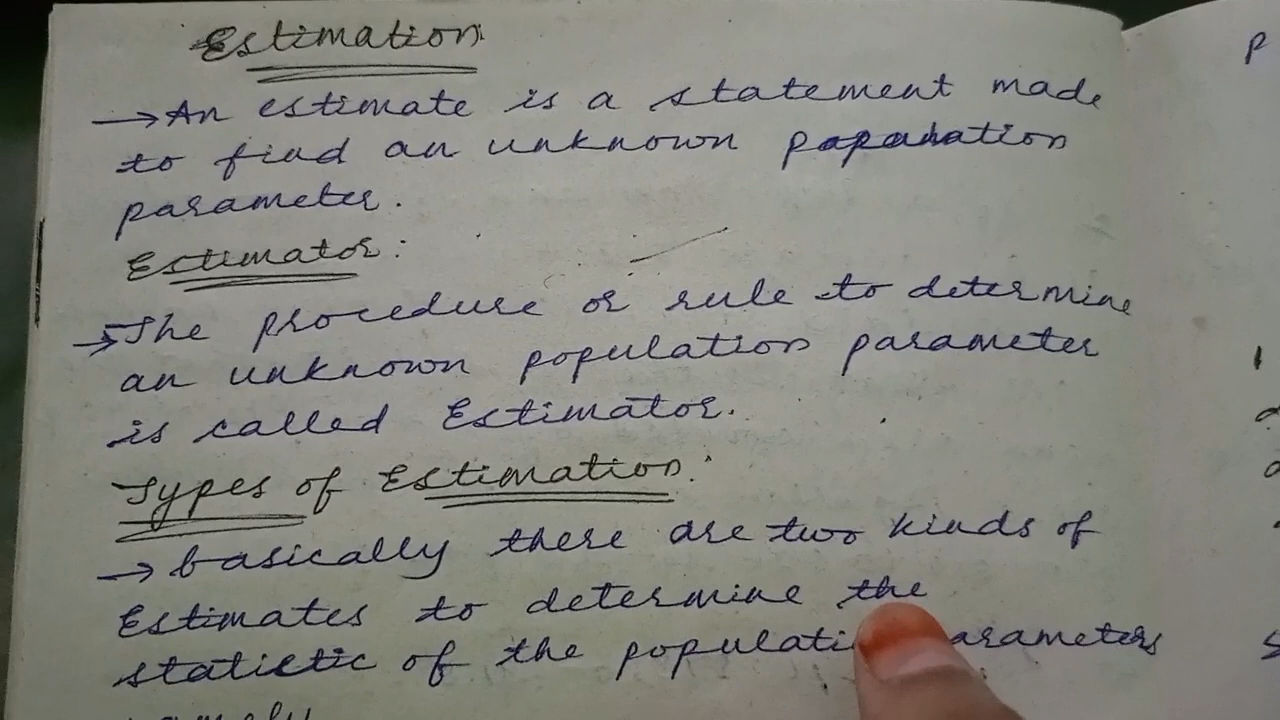 Estimation:
→ An estimate is a statement made
to find an unknown population
parameter.
Estimator:
→ The procedure or rule to determine
an unknown population parameter
is called Estimator.
Types of Estimation:
→ basically there are two kinds of
Estimates to determine the
statistic of the parameters